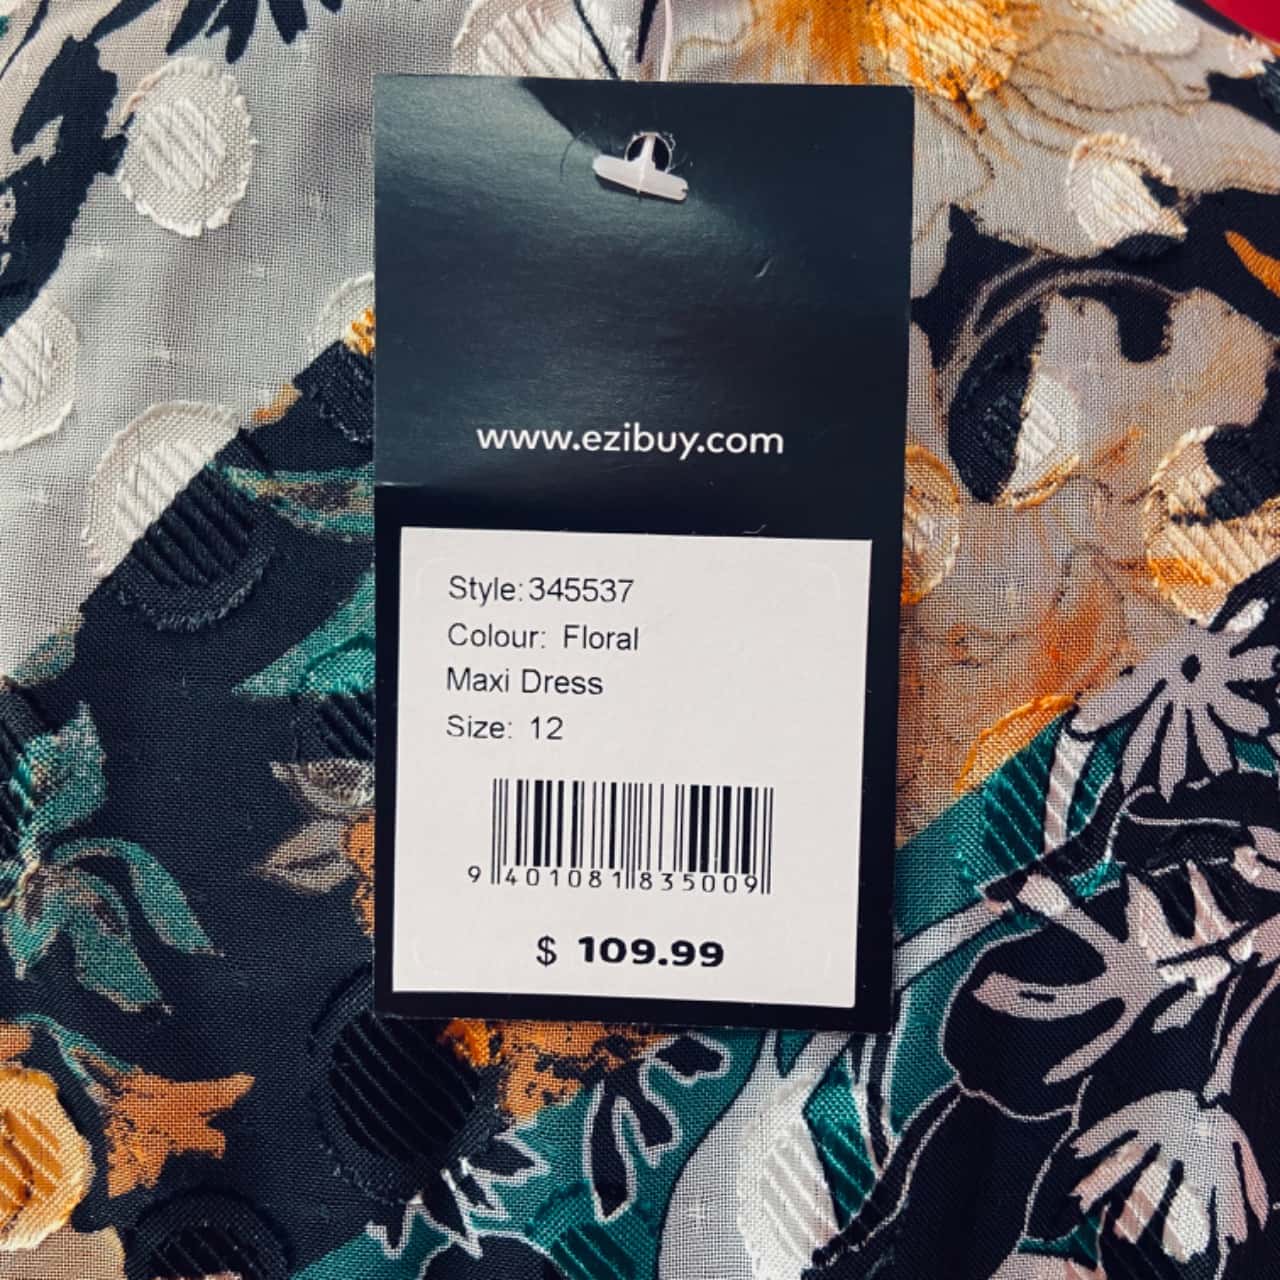 www.ezibuy.com
Style: 345537
Colour: Floral
Maxi Dress
Size: 12
9 401081 835009
$ 109.99